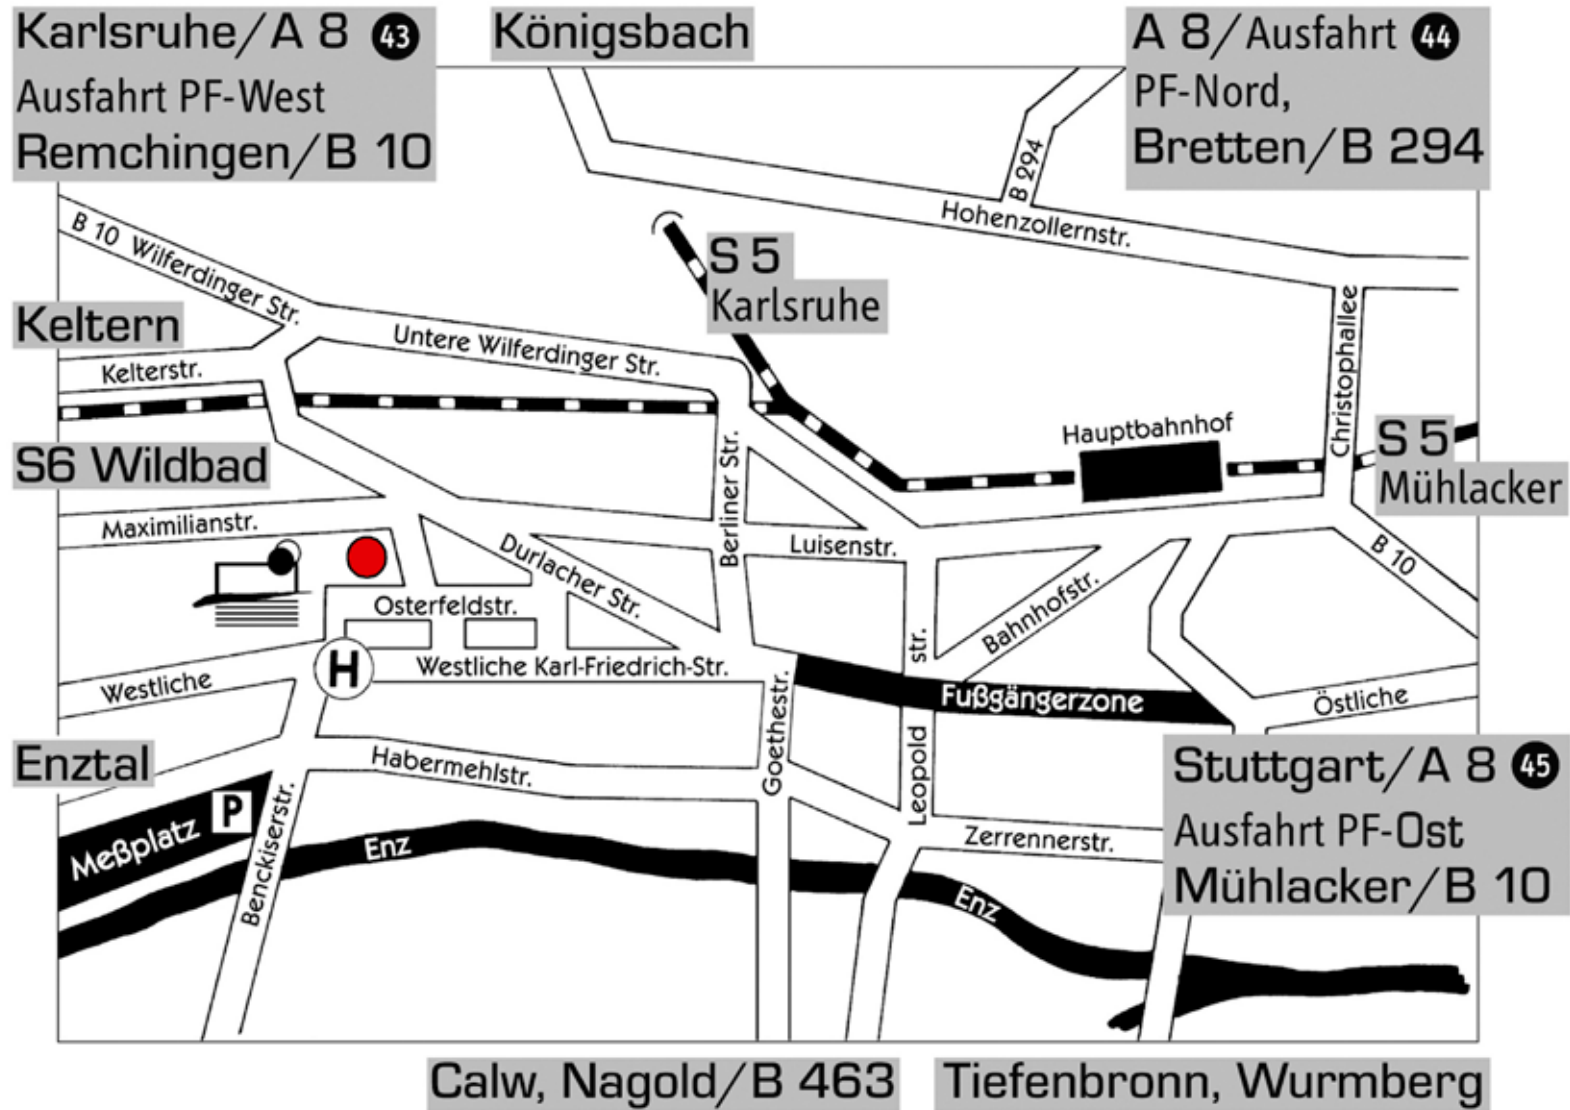 Karlsruhe/A 8 43
Ausfahrt PF-West
Remchingen/B 10
Königsbach
A 8/Ausfahrt 44
PF-Nord,
Bretten/B 294
B 294
Hohenzollernstr.
B 10 Wilferdinger Str.
S 5
Karlsruhe
Keltern
Untere Wilferdinger Str.
Kelterstr.
Christophallee
Hauptbahnhof
S 5
Mühlacker
S6 Wildbad
Berliner Str.
Maximilianstr.
Durlacher Str.
Luisenstr.
B 10
Osterfeldstr.
Bahnhofstr.
H
Westliche Karl-Friedrich-Str.
Westliche
Goethestr.
Leopold str.
Fußgängerzone
Östliche
Enztal
Habermehlstr.
Stuttgart/A 8 45
Ausfahrt PF-Ost
Mühlacker/B 10
Meßplatz P
Benckiserstr.
Enz
Zerrennerstr.
Enz
Calw, Nagold/B 463
Tiefenbronn, Wurmberg